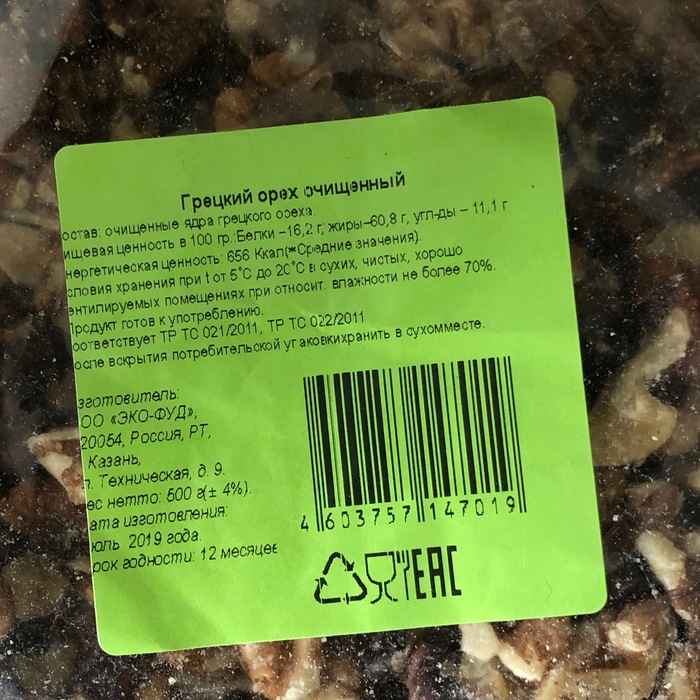 Грецкий орех очищенный
остав: очищенные ядра грецкого ореха.
ищевая ценность в 100 гр.:Белки –16,2 г, жиры–60,8 г, угл-ды – 11,1 г
нергетическая ценность: 656 Ккал(*Средние значения).
словия хранения при t от 5°C до 20°C в сухих, чистых, хорошо
ентилируемых помещениях при относит. влажности не более 70%.
Продукт готов к употреблению.
оответствует ТР ТС 021/2011, ТР ТС 022/2011
осле вскрытия потребительской упаковкихранить в сухомместе.
зготовитель:
ОО «ЭКО-ФУД»,
20054, Россия, РТ,
Казань,
л. Техническая, д. 9.
ес нетто: 500 г(± 4%).
ата изготовления:
юль 2019 года.
рок годности: 12 месяцев
4 603757 147019
EAC